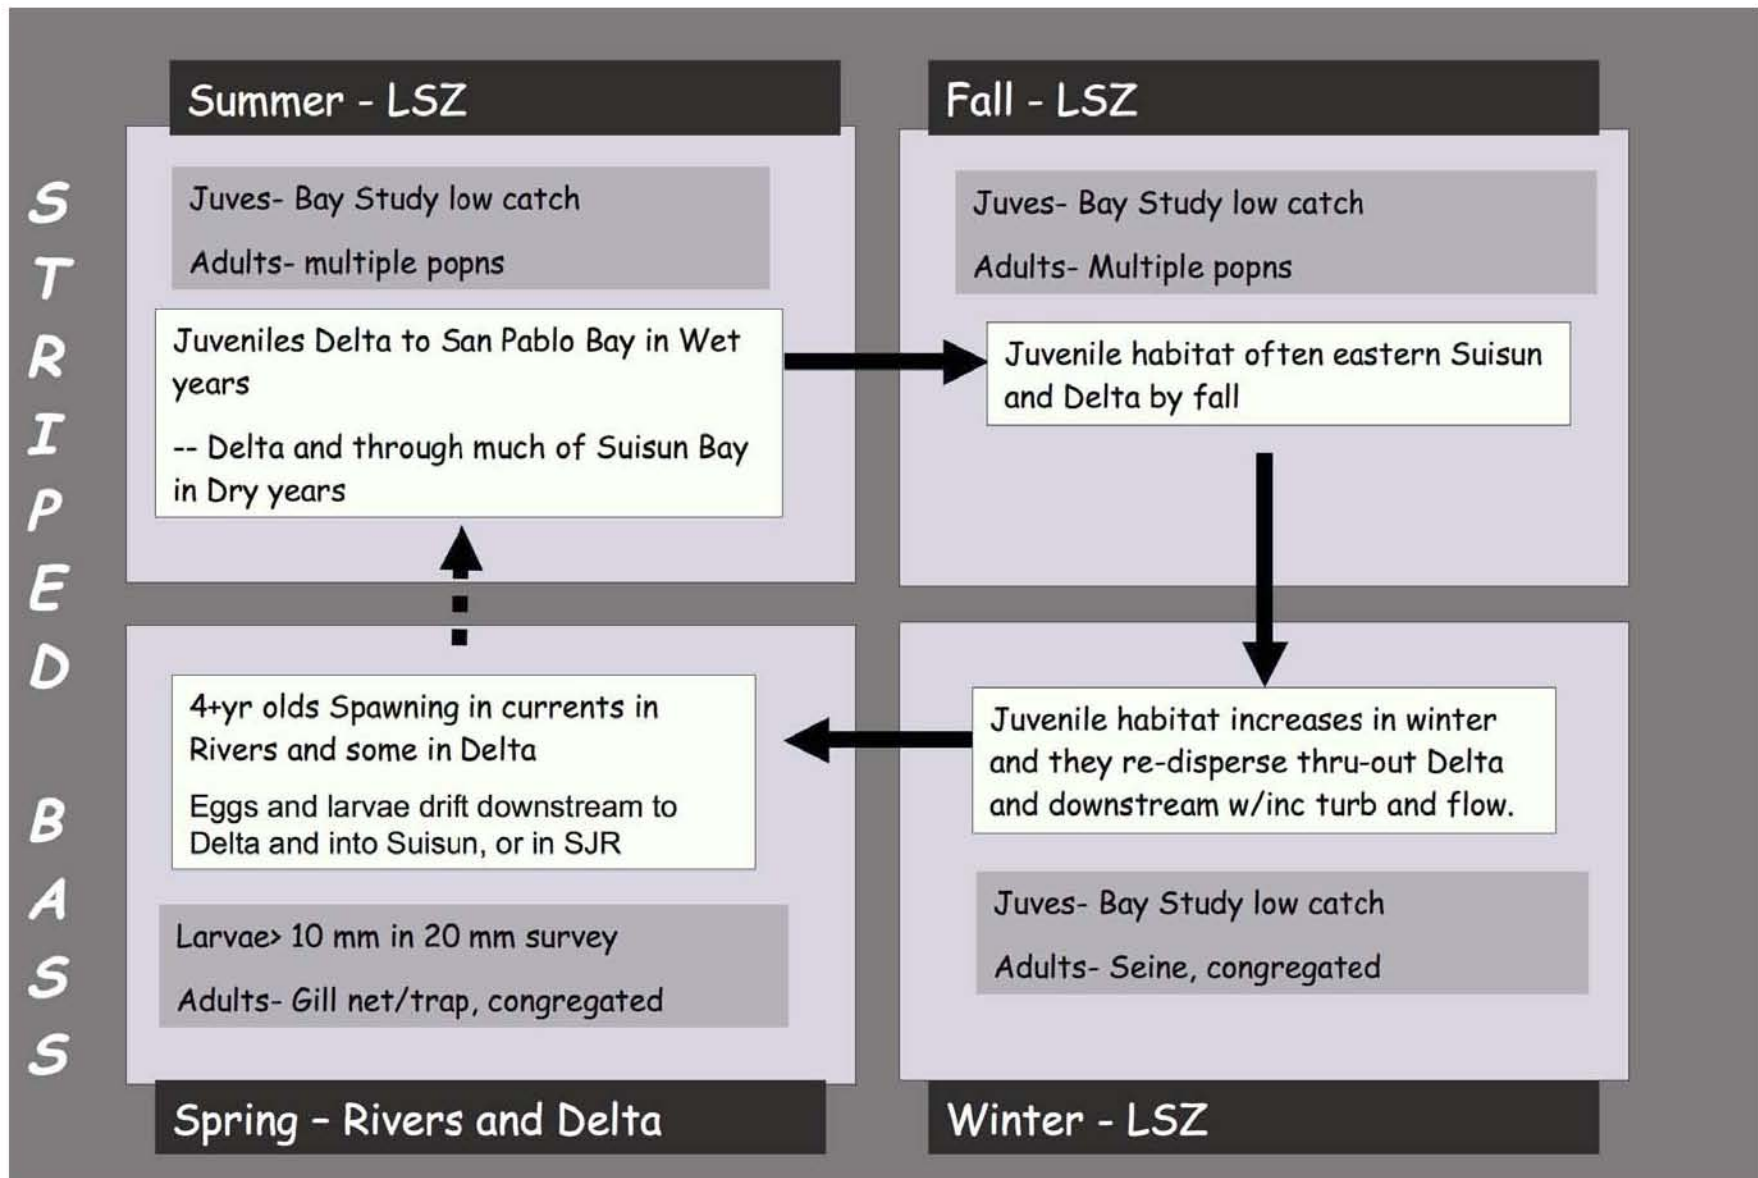 STRIPED BASS
Summer - LSZ
Juves- Bay Study low catch
Adults- multiple popns
Juveniles Delta to San Pablo Bay in Wet
years
-- Delta and through much of Suisun Bay
in Dry years
Fall - LSZ
Juves- Bay Study low catch
Adults- Multiple popns
Juvenile habitat often eastern Suisun
and Delta by fall
4+yr olds Spawning in currents in
Rivers and some in Delta
Eggs and larvae drift downstream to
Delta and into Suisun, or in SJR
Larvae> 10 mm in 20 mm survey
Adults- Gill net/trap, congregated
Spring – Rivers and Delta
Juvenile habitat increases in winter
and they re-disperse thru-out Delta
and downstream w/inc turb and flow.
Juves- Bay Study low catch
Adults- Seine, congregated
Winter - LSZ